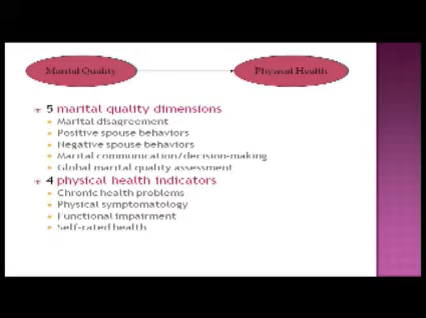 Marital Quality
Physical Health
5 marital quality dimensions
Marital disagreement
Positive spouse behaviors
Negative spouse behaviors
Marital communication/decision-making
Global marital quality assessment
4 physical health indicators
Chronic health problems
Physical symptomatology
Functional impairment
Self-rated health